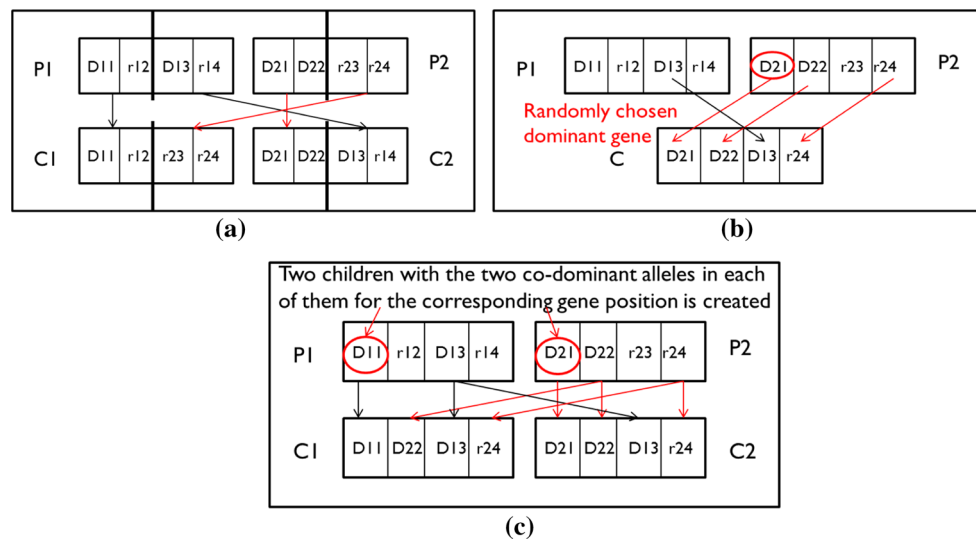 P1 D11 r12 D13 r14 D21 D22 r23 r24 P2
C1 D11 r12 r23 r24 D21 D22 D13 r14 C2
(a)
P1 D11 r12 D13 r14 D21 D22 r23 r24 P2
Randomly chosen
dominant gene
C D21 D22 D13 r24
(b)
Two children with the two co-dominant alleles in each
of them for the corresponding gene position is created
P1 D11 r12 D13 r14 D21 D22 r23 r24 P2
C1 D11 D22 D13 r24 D21 D22 D13 r24 C2
(c)